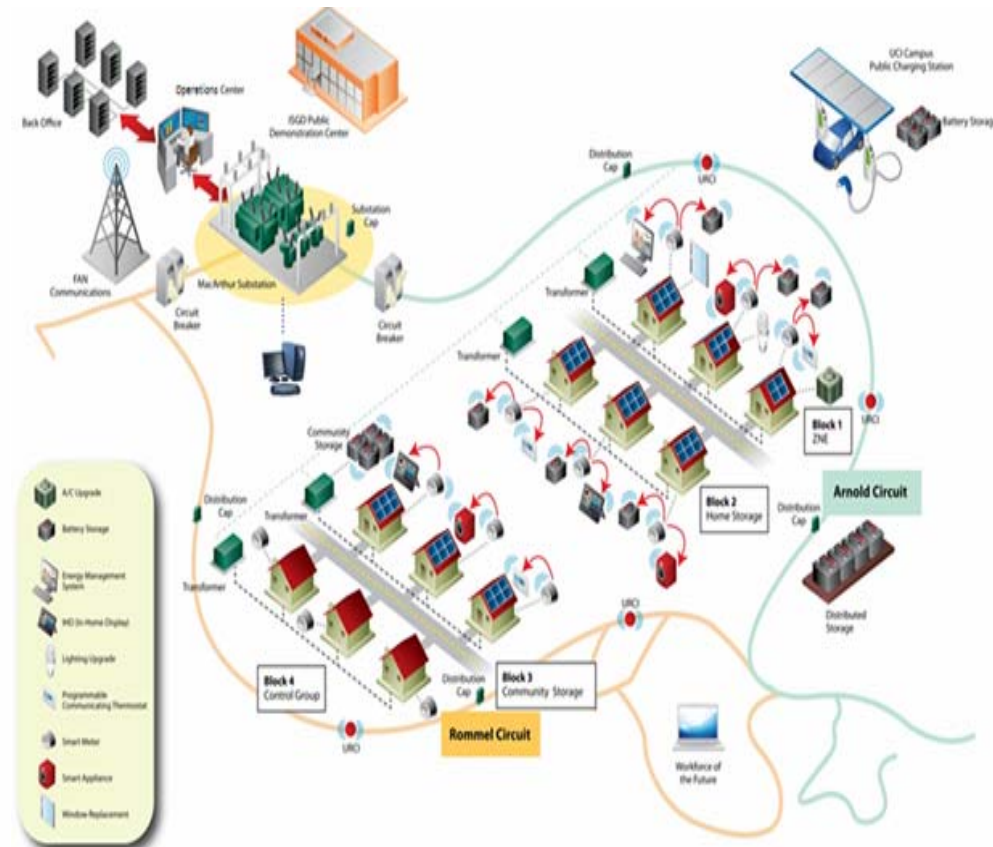 Back Office
Operations Center
ISGD Public
Demonstration Center
UCI Campus
Public Charging Station
Battery Storag
FAN
Communications
Circuit
Breaker
MacArthur Substation
Substation
Cap
Circuit
Breaker
Distribution
Cap
URCI
Transformer
Transformer
Block 1
ZNE
URCI
Block 2
Home Storage
Arnold Circuit
Distribution
Cap
Distributed
Storage
Community
Storage
Distribution
Cap
Transformer
Transformer
URCI
Block 4
Control Group
Distribution
Cap
Block 3
Community Storage
Rommel Circuit
URCI
Workforce of
the Future
A/C Upgrade
Battery Storage
Energy Management
System
IHD (In-Home Display)
Lighting Upgrade
Programmable
Communicating Thermostat
Smart Meter
Smart Appliance
Window-Replacement